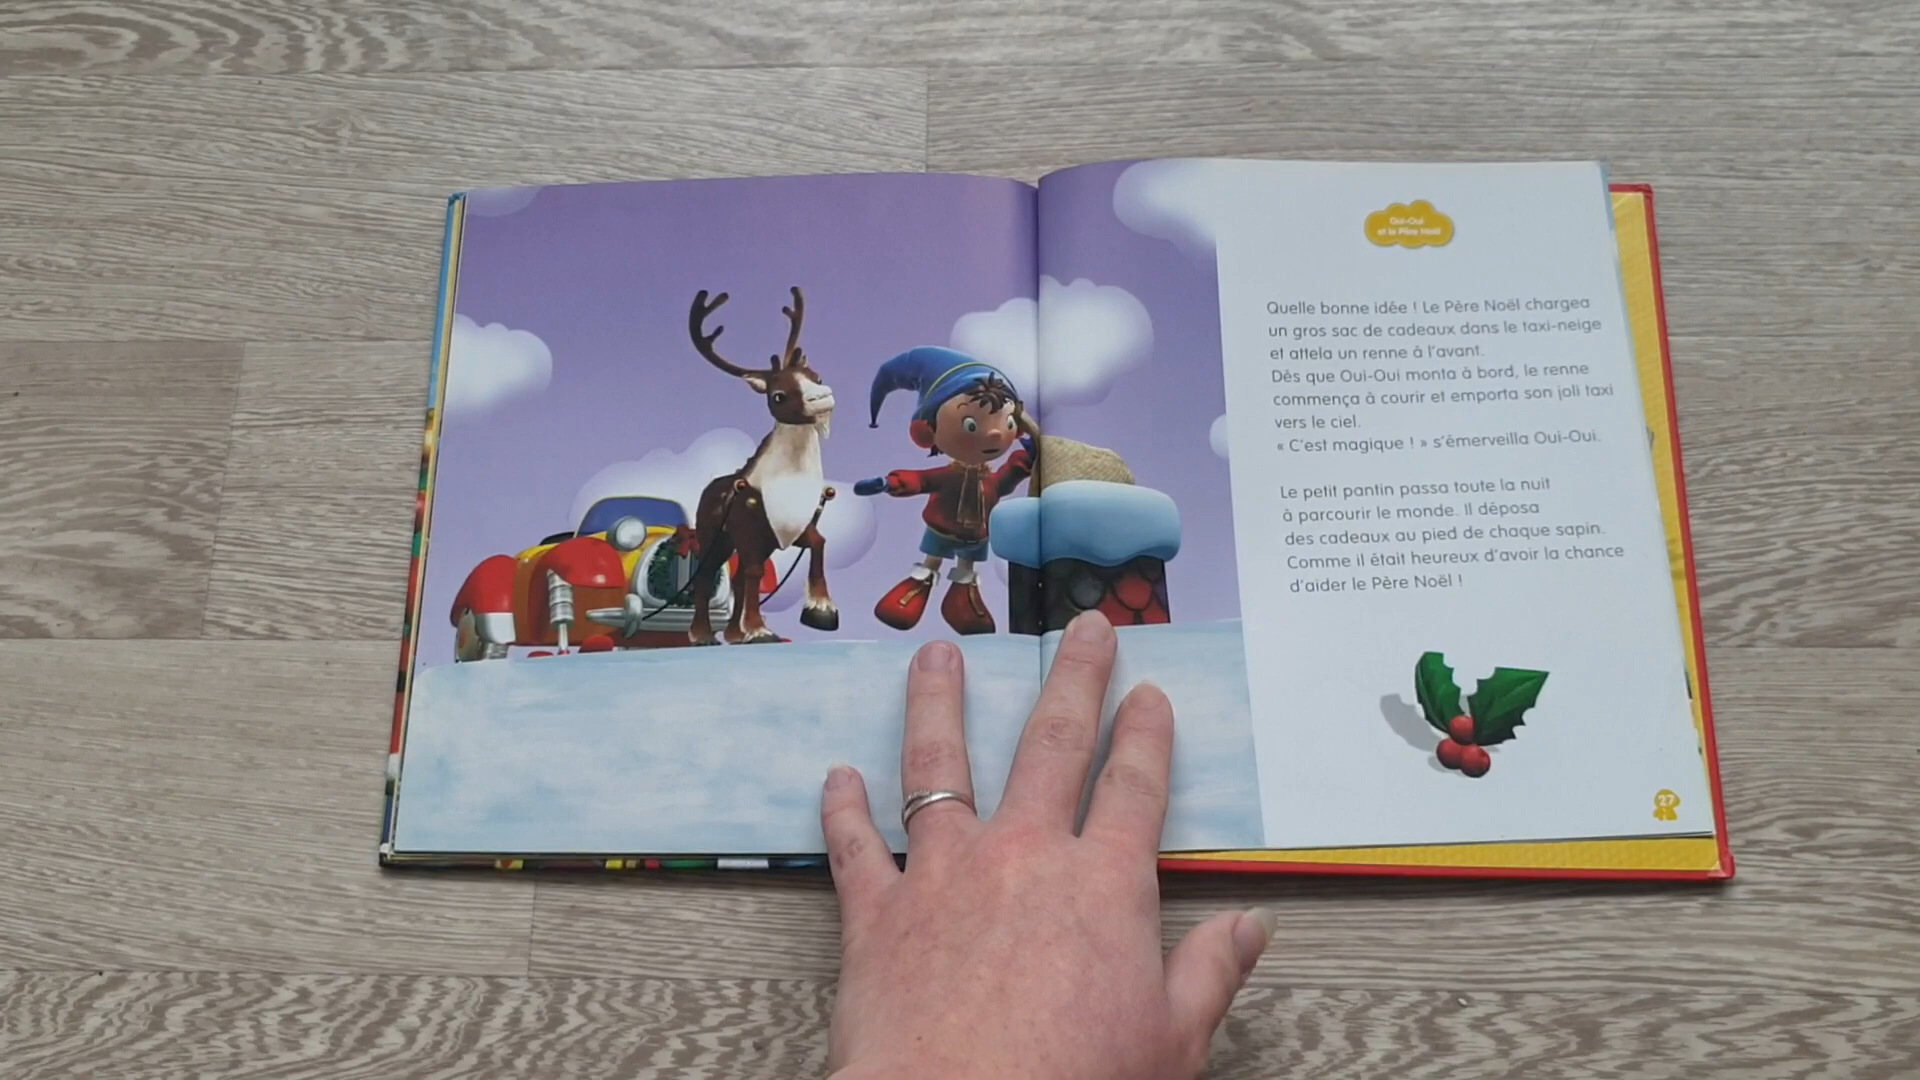 Oui-Oui
et le Père Noël
Quelle bonne idée ! Le Père Noël chargea
un gros sac de cadeaux dans le taxi-neige
et attela un renne à l'avant.
Dès que Oui-Oui monta à bord, le renne
commença à courir et emporta son joli taxi
vers le ciel.
« C'est magique ! » s'émerveilla Oui-Oui.
Le petit pantin passa toute la nuit
à parcourir le monde. Il déposa
des cadeaux au pied de chaque sapin.
Comme il était heureux d'avoir la chance
d'aider le Père Noël !
27